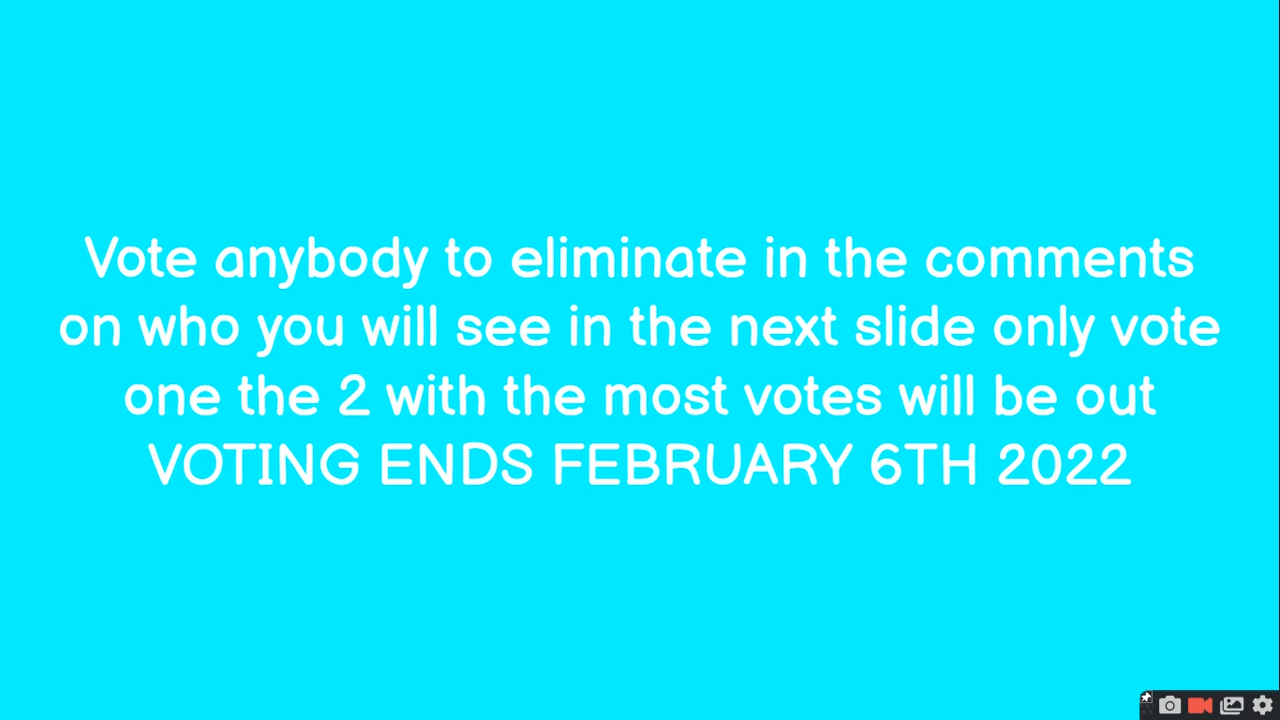 Vote anybody to eliminate in the comments
on who you will see in the next slide only vote
one the 2 with the most votes will be out
VOTING ENDS FEBRUARY 6TH 2022